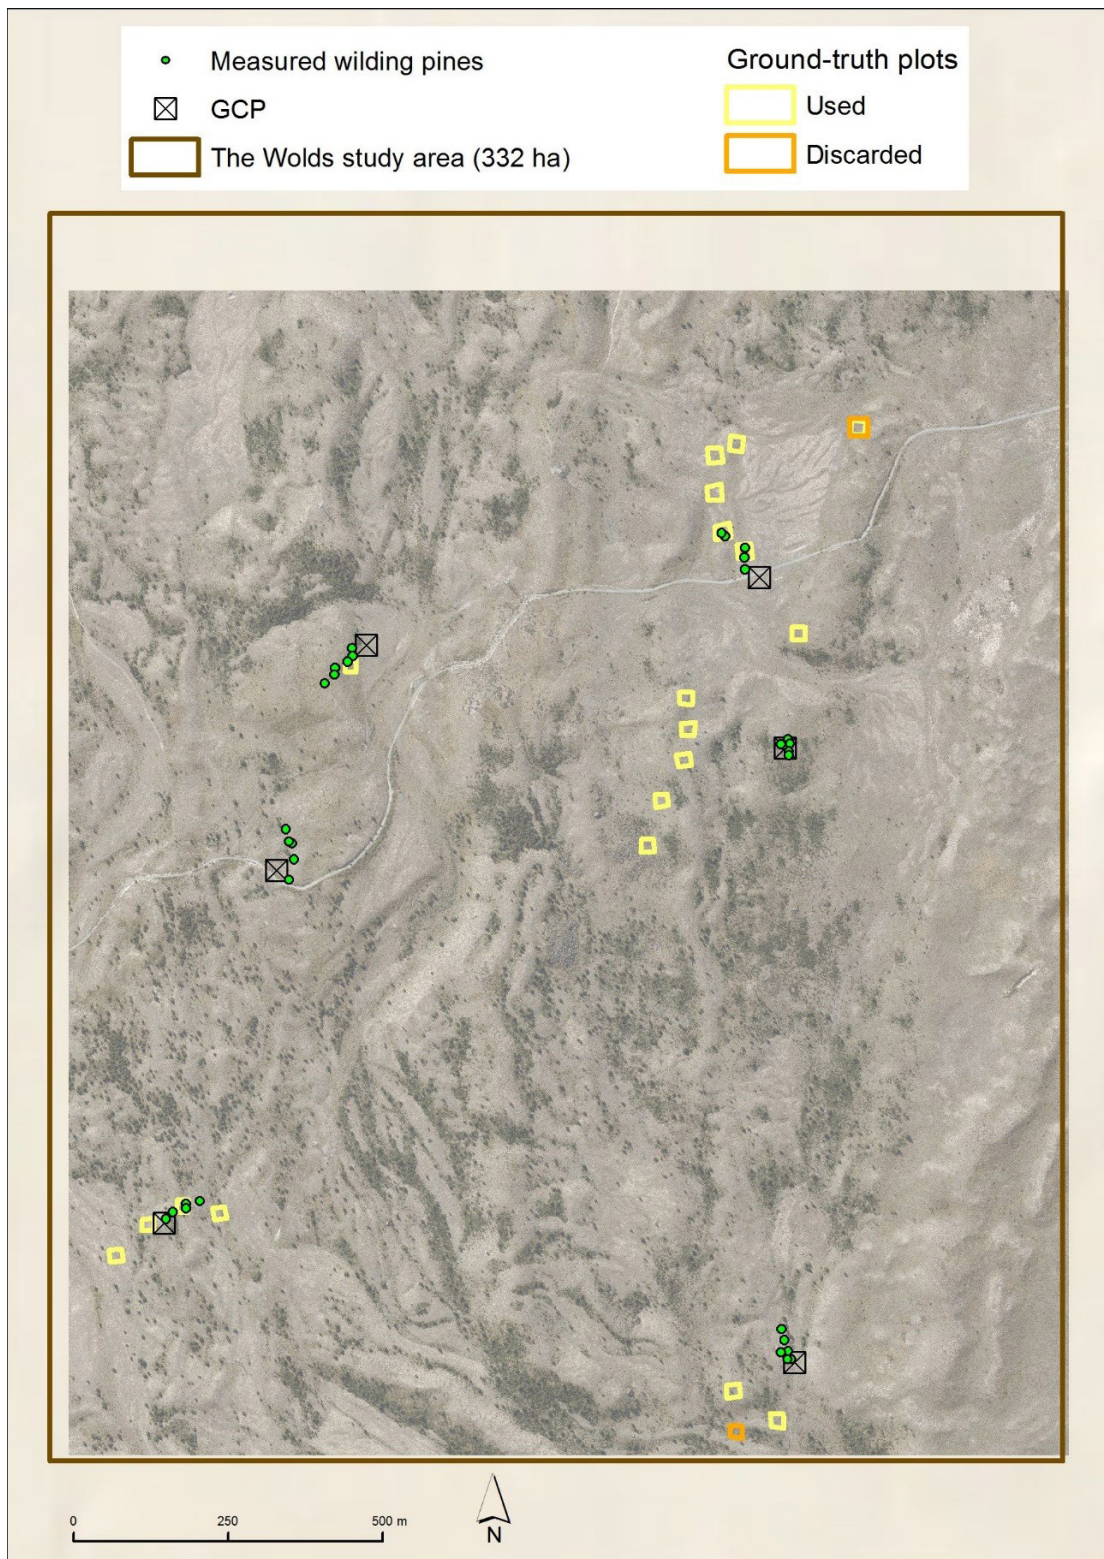 Measured wilding pines
GCP
The Wolds study area (332 ha)
Ground-truth plots
Used
Discarded
0 250 500 m
N